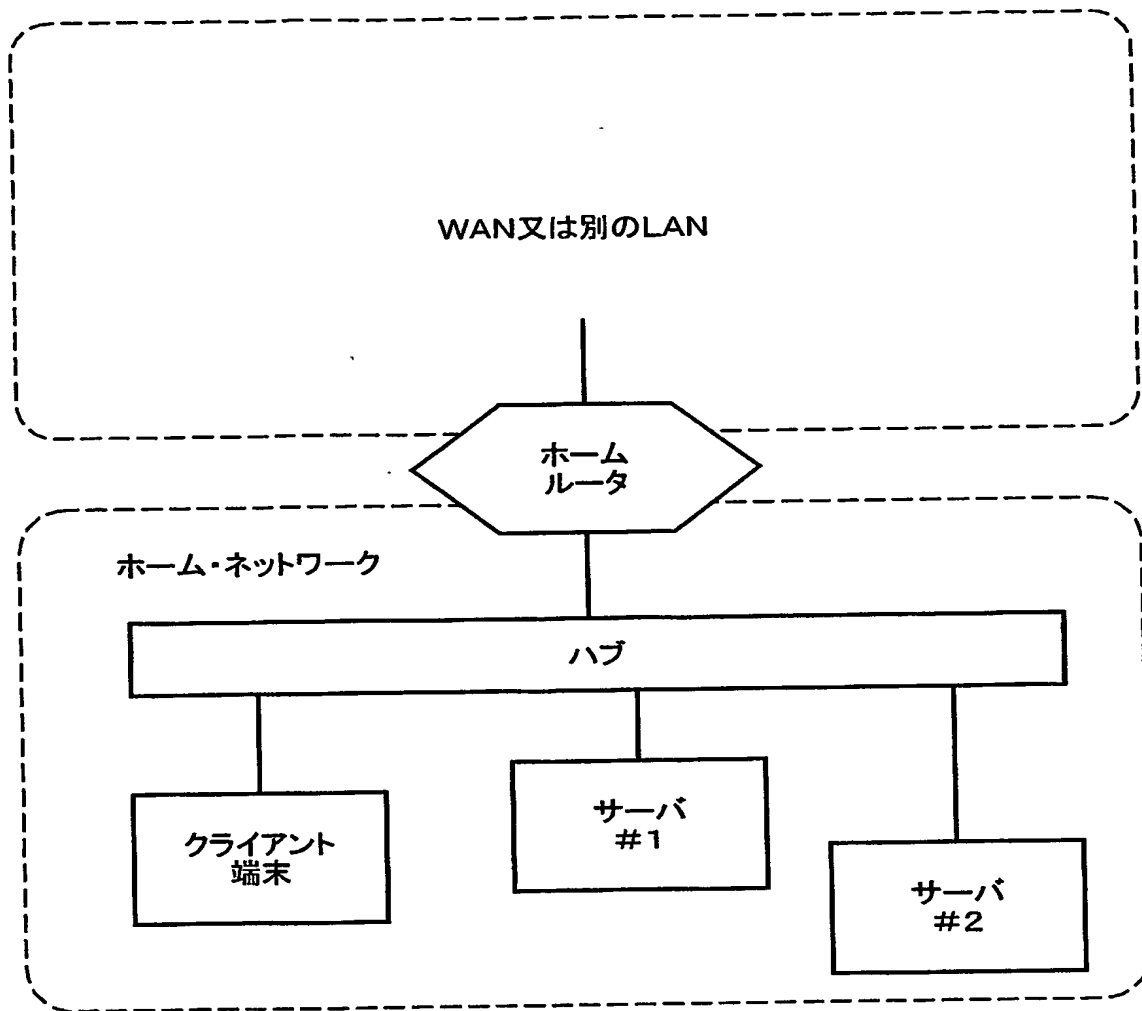 WAN又は別のLAN
ホーム
ルータ
ホーム・ネットワーク
ハブ
クライアント
端末
サーバ
#1
サーバ
#2